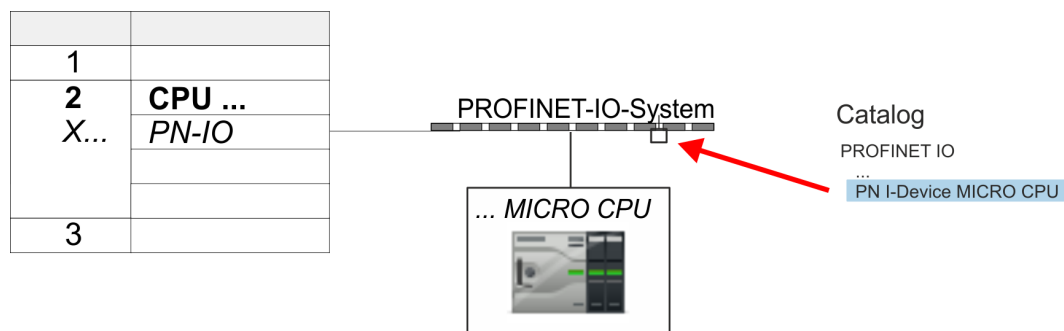 1
2 CPU ...
X... PN-IO
3
PROFINET-IO-System
... MICRO CPU
Catalog
PROFINET IO
...
PN I-Device MICRO CPU